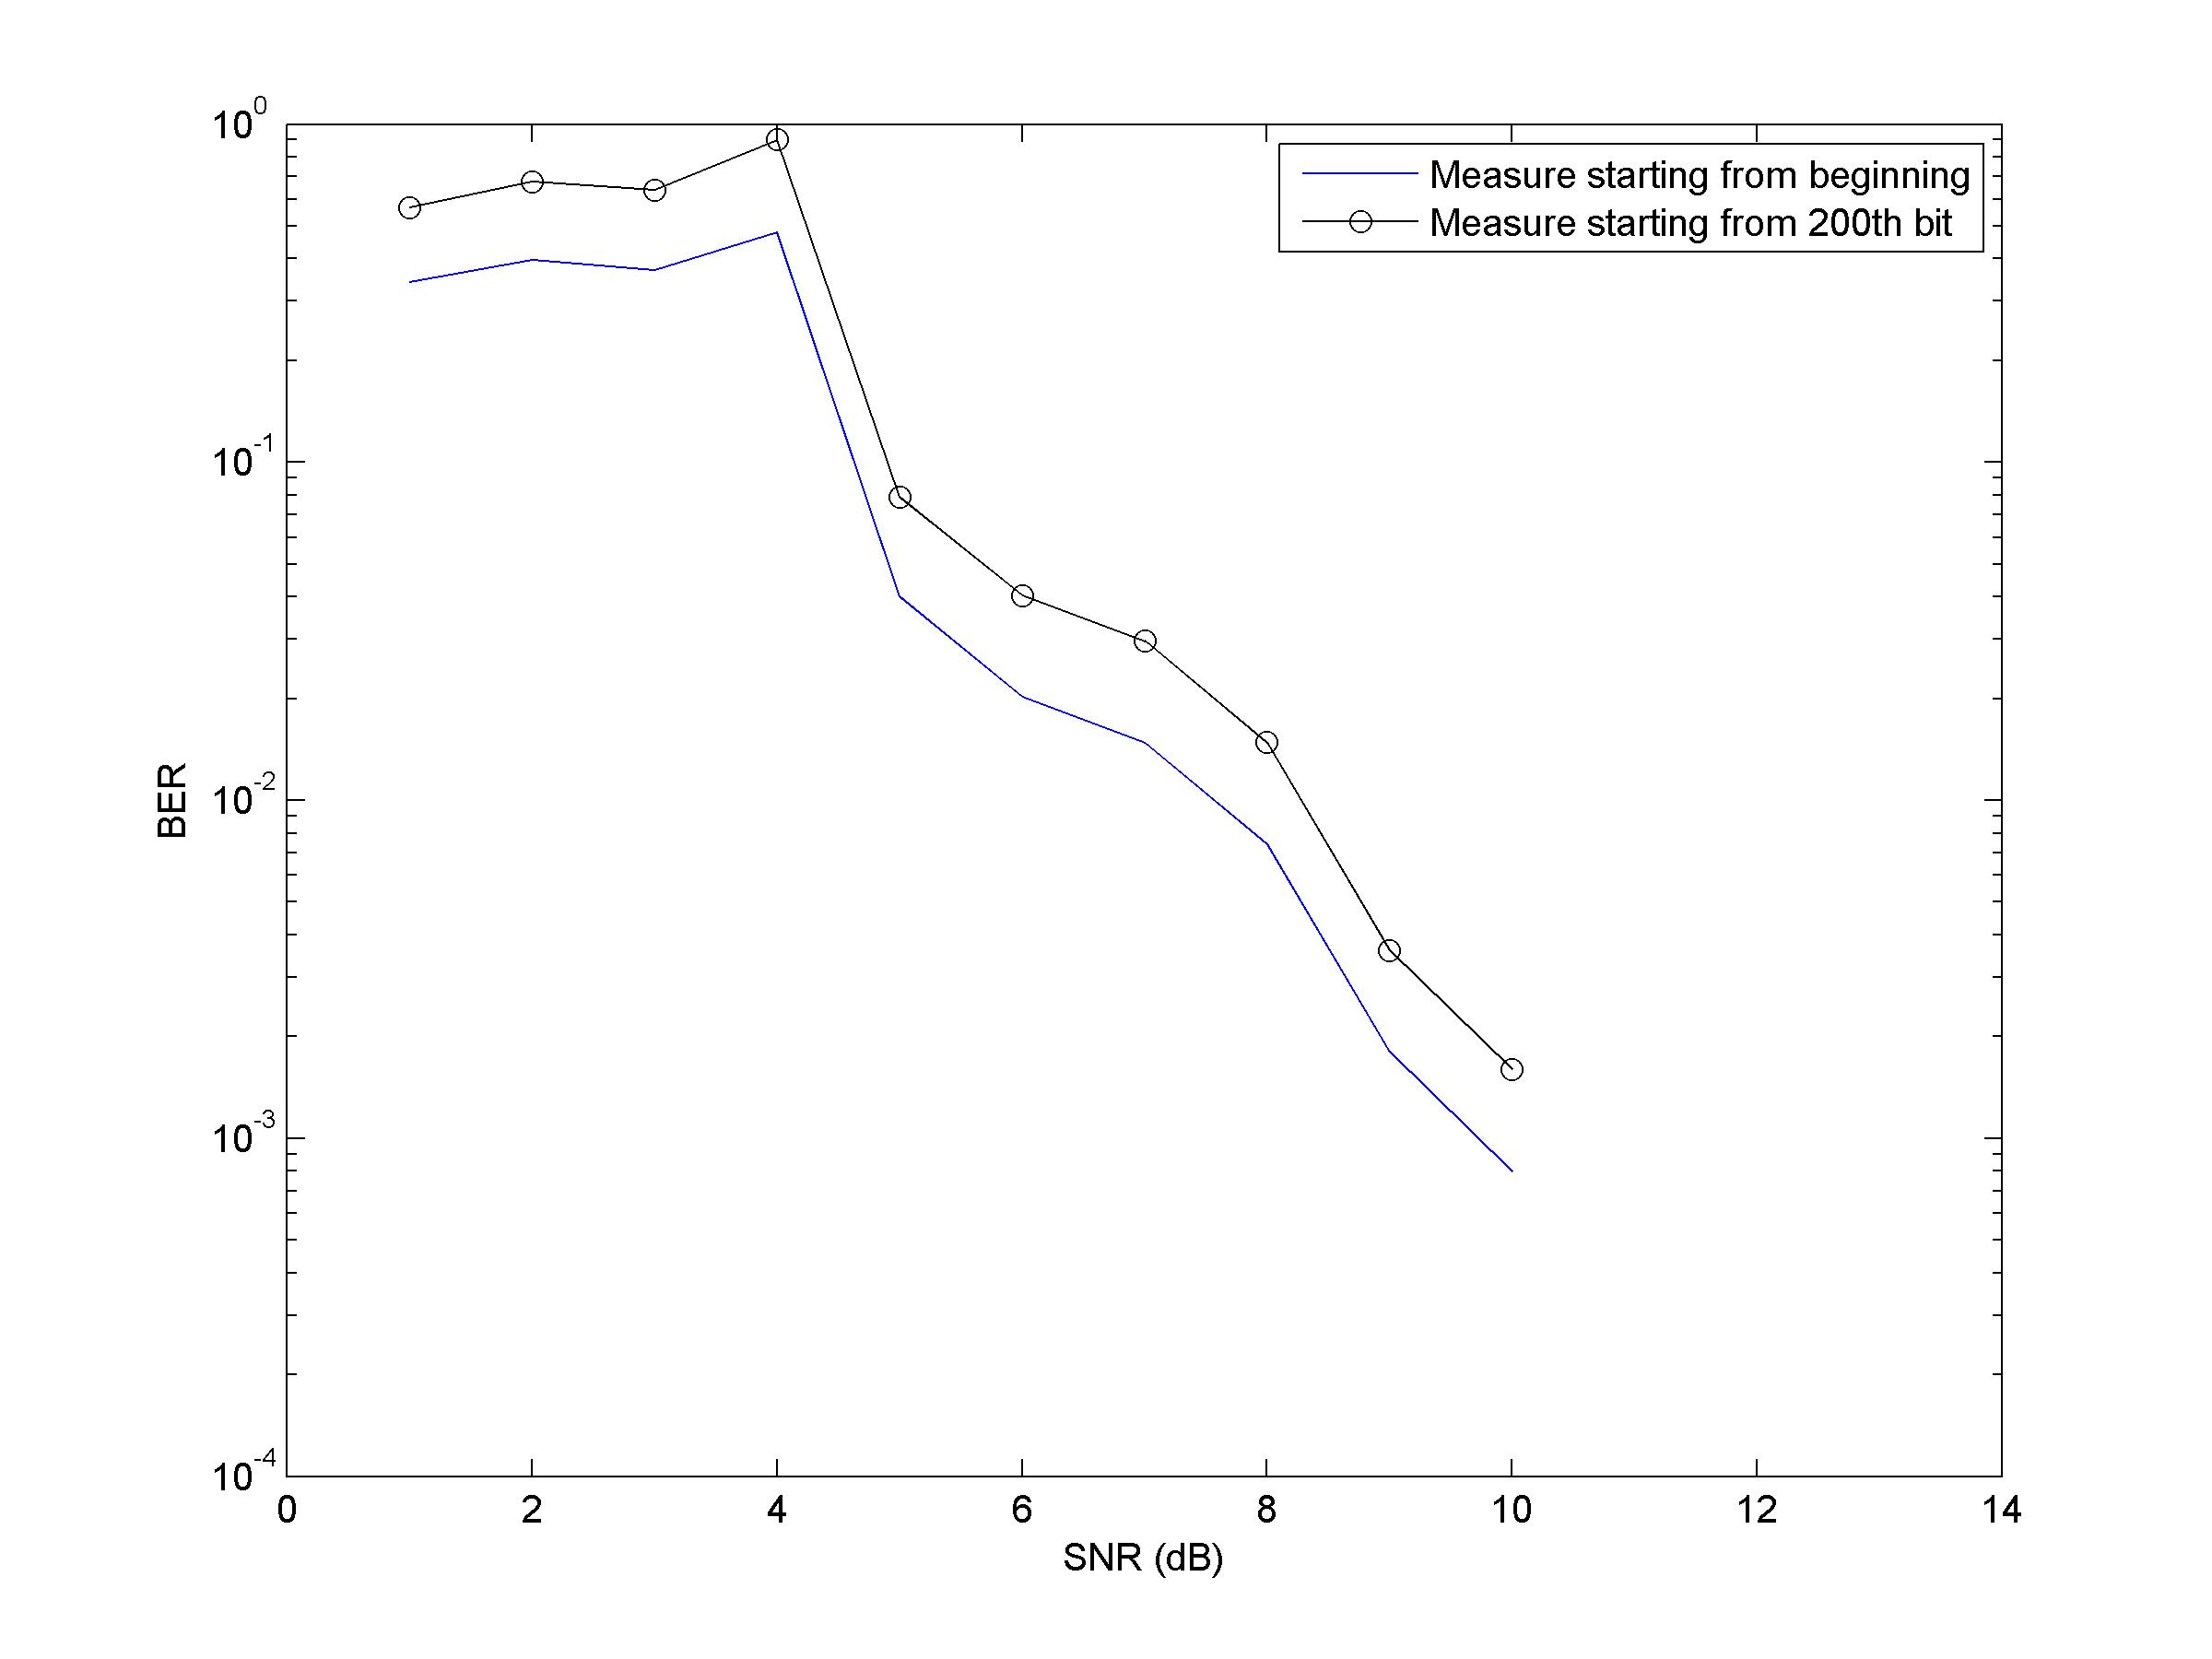 Measure starting from beginning
Measure starting from 200th bit
10^0
10^-1
10^-2
10^-3
10^-4
BER
0 2 4 6 8 10 12 14
SNR (dB)